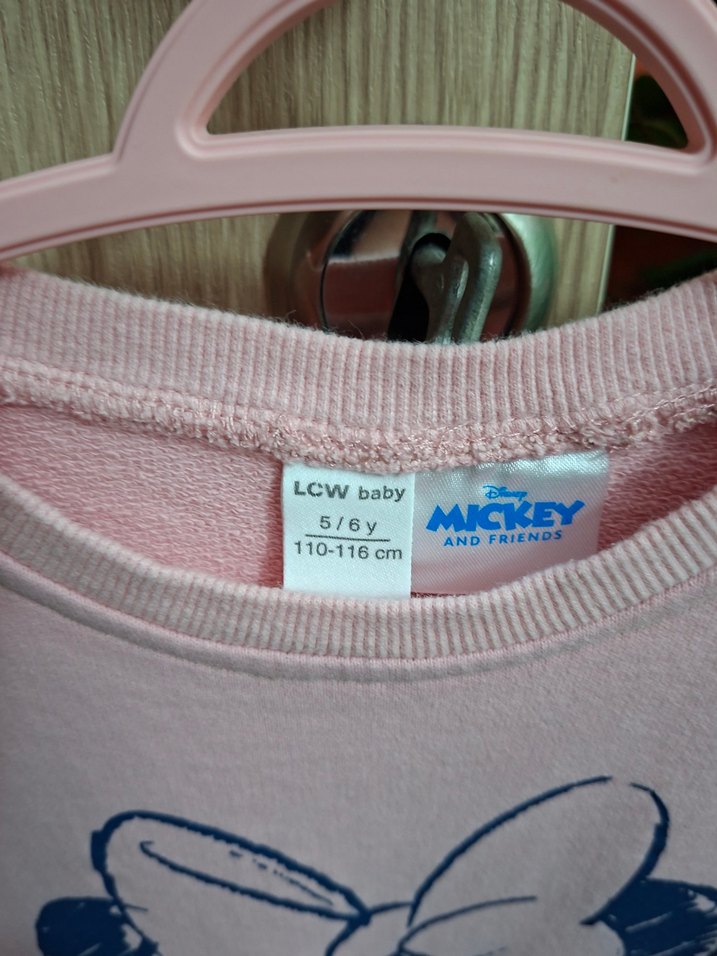 LCW baby
5/6 y
110-116 cm
Disney
MICKEY
AND FRIENDS